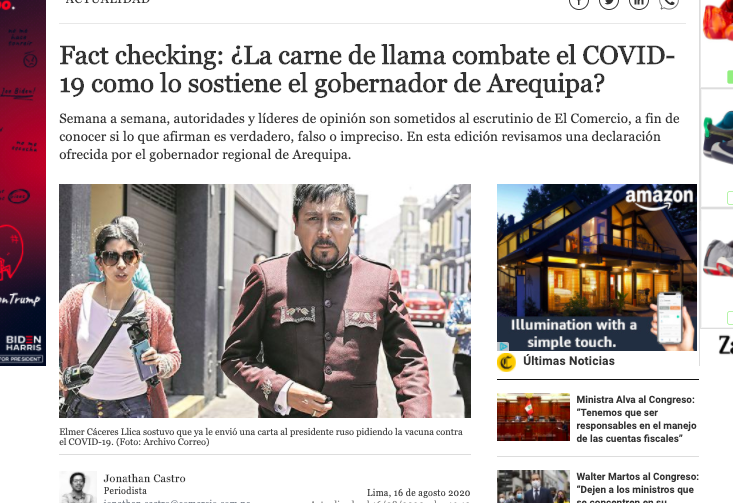 ACTUALIDAD
Fact checking: ¿La carne de llama combate el COVID-
19 como lo sostiene el gobernador de Arequipa?
Semana a semana, autoridades y líderes de opinión son sometidos al escrutinio de El Comercio, a fin de
conocer si lo que afirman es verdadero, falso o impreciso. En esta edición revisamos una declaración
ofrecida por el gobernador regional de Arequipa.
Elmer Cáceres Llica sostuvo que ya le envió una carta al presidente ruso pidiendo la vacuna contra
el COVID-19. (Foto: Archivo Correo)
Jonathan Castro
Periodista
Lima, 16 de agosto 2020
amazon
Illumination with a
simple touch.
Últimas Noticias
Ministra Alva al Congreso:
“Tenemos que ser
responsables en el manejo
de las cuentas fiscales”
Walter Martos al Congreso:
“Dejen a los ministros que
se concentren en su
Trump
BIDEN
HARRIS
FOR PRESIDENT
Za